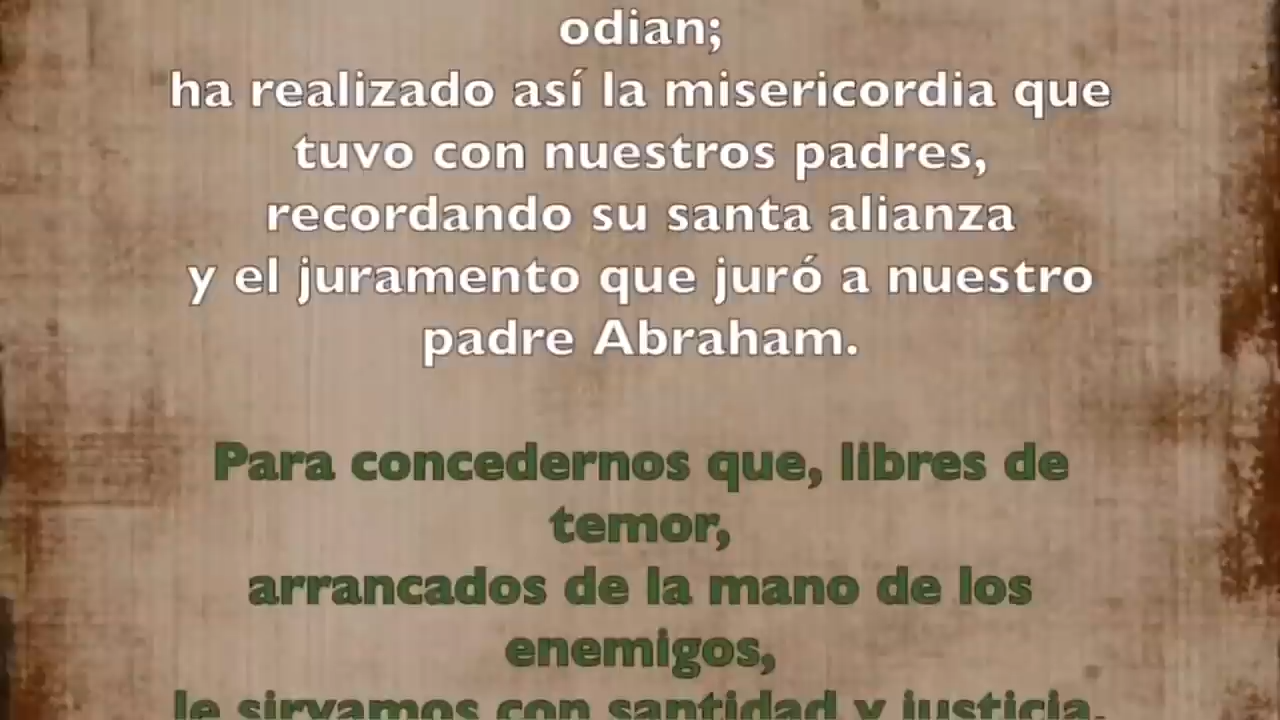 odian;
ha realizado así la misericordia que
tuvo con nuestros padres,
recordando su santa alianza
y el juramento que juró a nuestro
padre Abraham.
Para concedernos que, libres de
temor,
arrancados de la mano de los
enemigos,
le sirvamos con santidad y justicia,